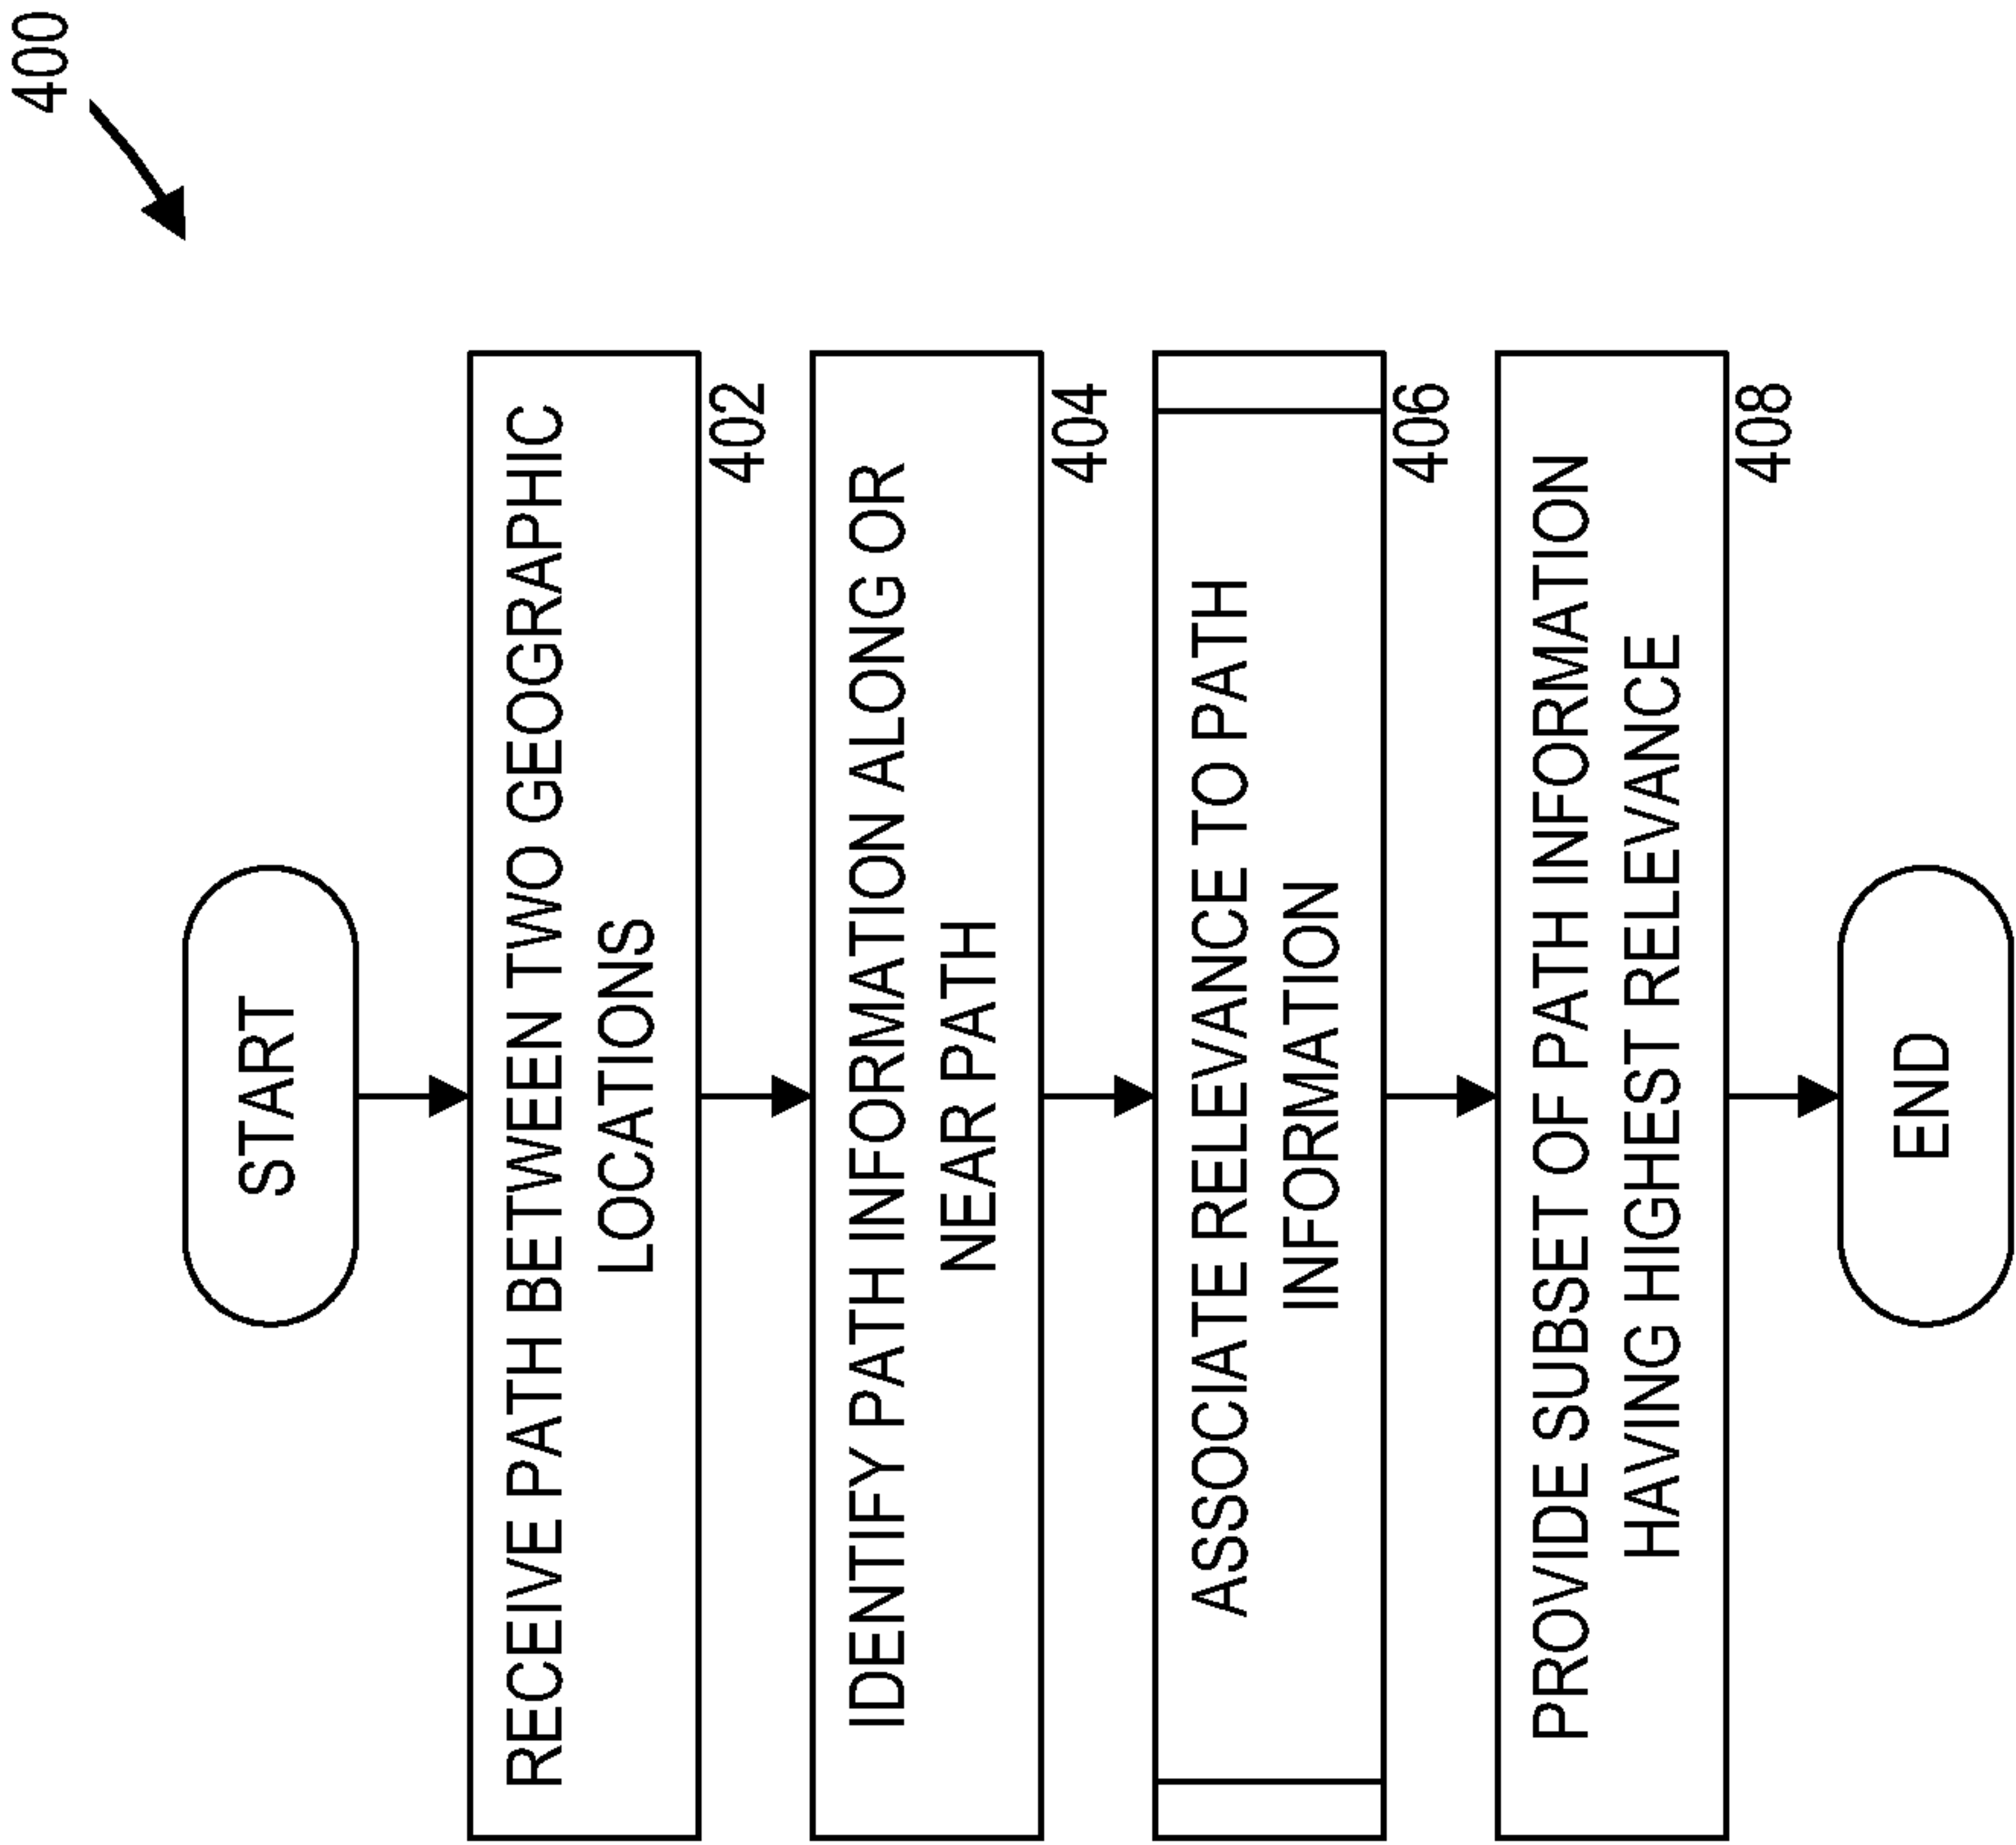 400
START
RECEIVE PATH BETWEEN TWO GEOGRAPHIC
LOCATIONS
402
IDENTIFY PATH INFORMATION ALONG OR
NEAR PATH
404
ASSOCIATE RELEVANCE TO PATH
INFORMATION
406
PROVIDE SUBSET OF PATH INFORMATION
HAVING HIGHEST RELEVANCE
408
END